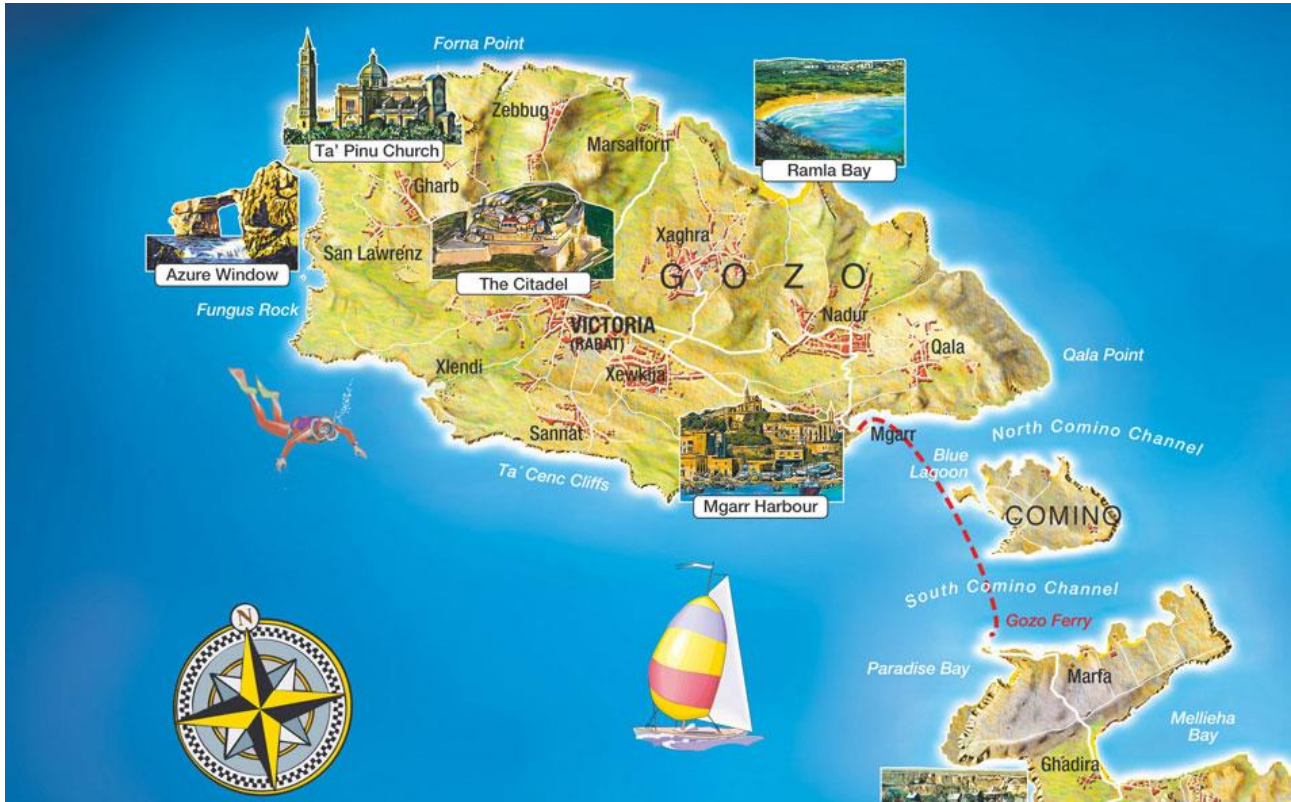 Forna Point
Zebbug
Marsalforn
Ta' Pinu Church
Ramla Bay
Gharb
Xaghra
San Lawrenz
Azure Window
The Citadel
GOZO
Fungus Rock
Nadur
VICTORIA
(RABAT)
Qala
Qala Point
Xlendi
Xewkija
Sannat
Mgarr
North Comino Channel
Blue
Lagoon
Ta' Cenc Cliffs
Mgarr Harbour
COMINO
South Comino Channel
Gozo Ferry
N
Paradise Bay
Marfa
Mellieha
Bay
Ghadira